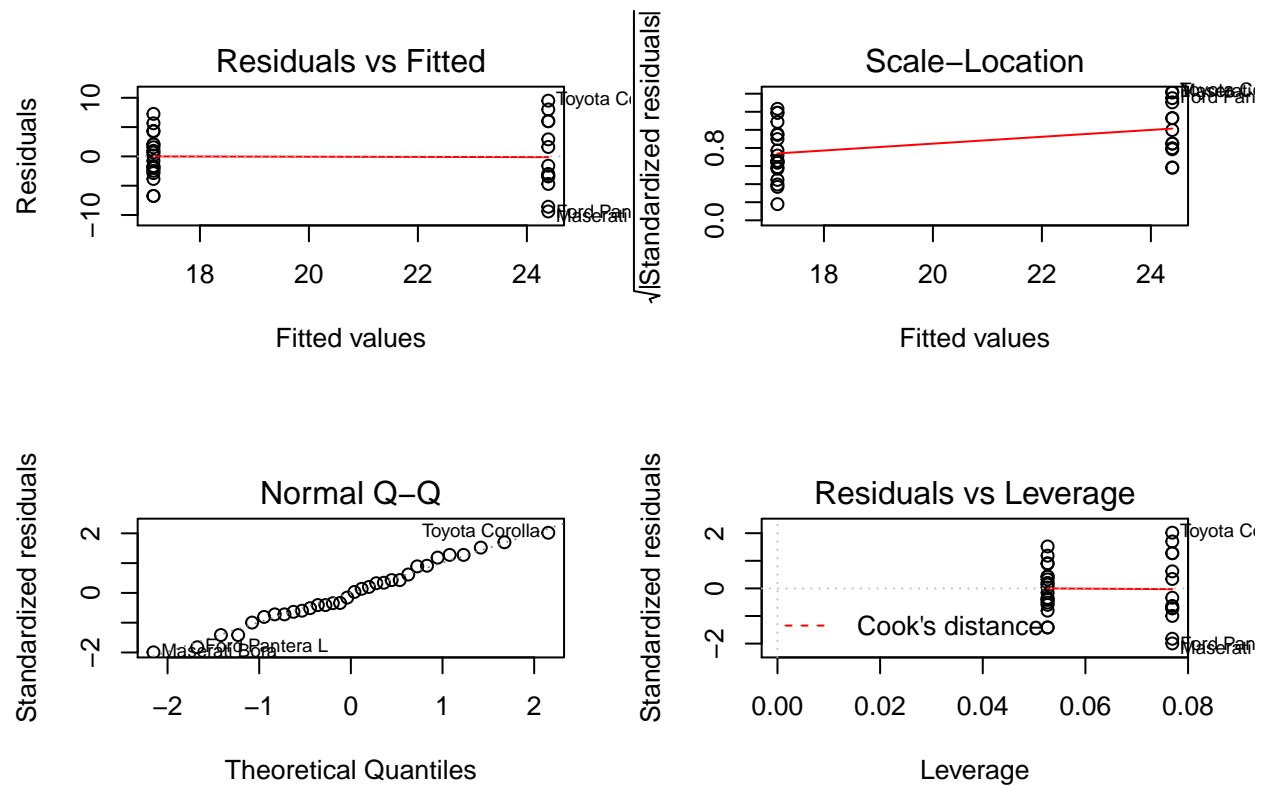 Residuals vs Fitted
Residuals
10
0
−10
Toyota Co
Ford Pan
Maserati
18 20 22 24
Fitted values
Scale−Location
√|Standardized residuals|
0.8
0.0
Ford Pan
18 20 22 24
Fitted values
Normal Q−Q
Standardized residuals
2
0
−2
Toyota Corolla
Ford Pantera L
Maserati Bora
−2 −1 0 1 2
Theoretical Quantiles
Residuals vs Leverage
Standardized residuals
2
0
−2
Toyota Co
Cook's distance
Ford Pan
Maserati
0.00 0.02 0.04 0.06 0.08
Leverage